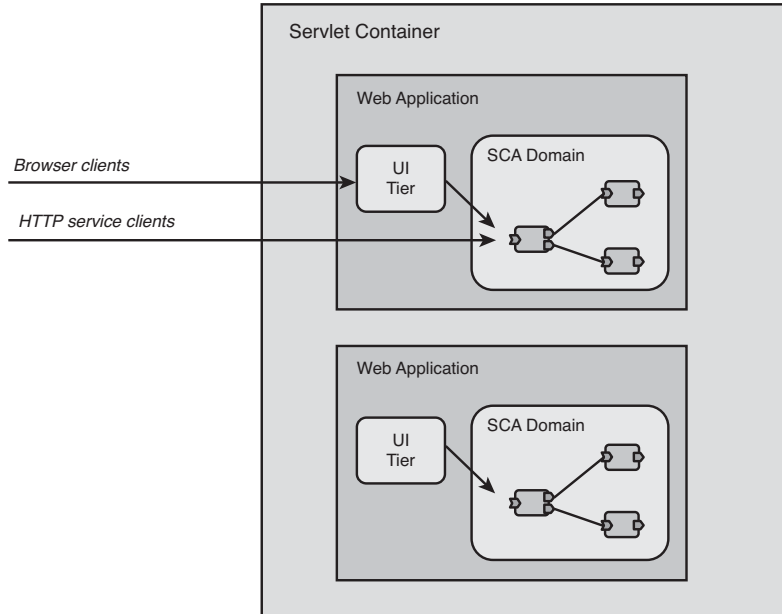 Servlet Container
Web Application
Browser clients
UI
Tier
SCA Domain
HTTP service clients
Web Application
UI
Tier
SCA Domain